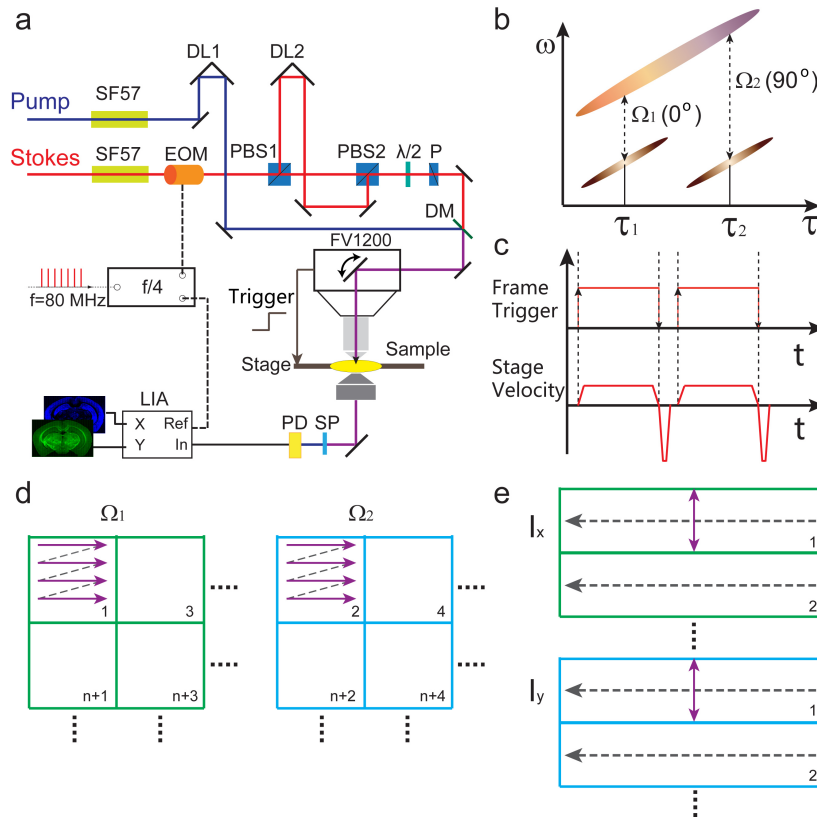 a
DL1
DL2
SF57
Pump
Stokes
SF57
EOM
PBS1
PBS2
λ/2
P
DM
FV1200
f=80 MHz
f/4
Trigger
Stage
Sample
LIA
X
Y
Ref
In
PD
SP
b
ω
Ω1 (0°)
Ω2 (90°)
τ1
τ2
τ
c
Frame
Trigger
t
Stage
Velocity
t
d
Ω1
Ω2
1
3
2
4
n+1
n+3
n+2
n+4
e
Ix
1
2
Iy
1
2